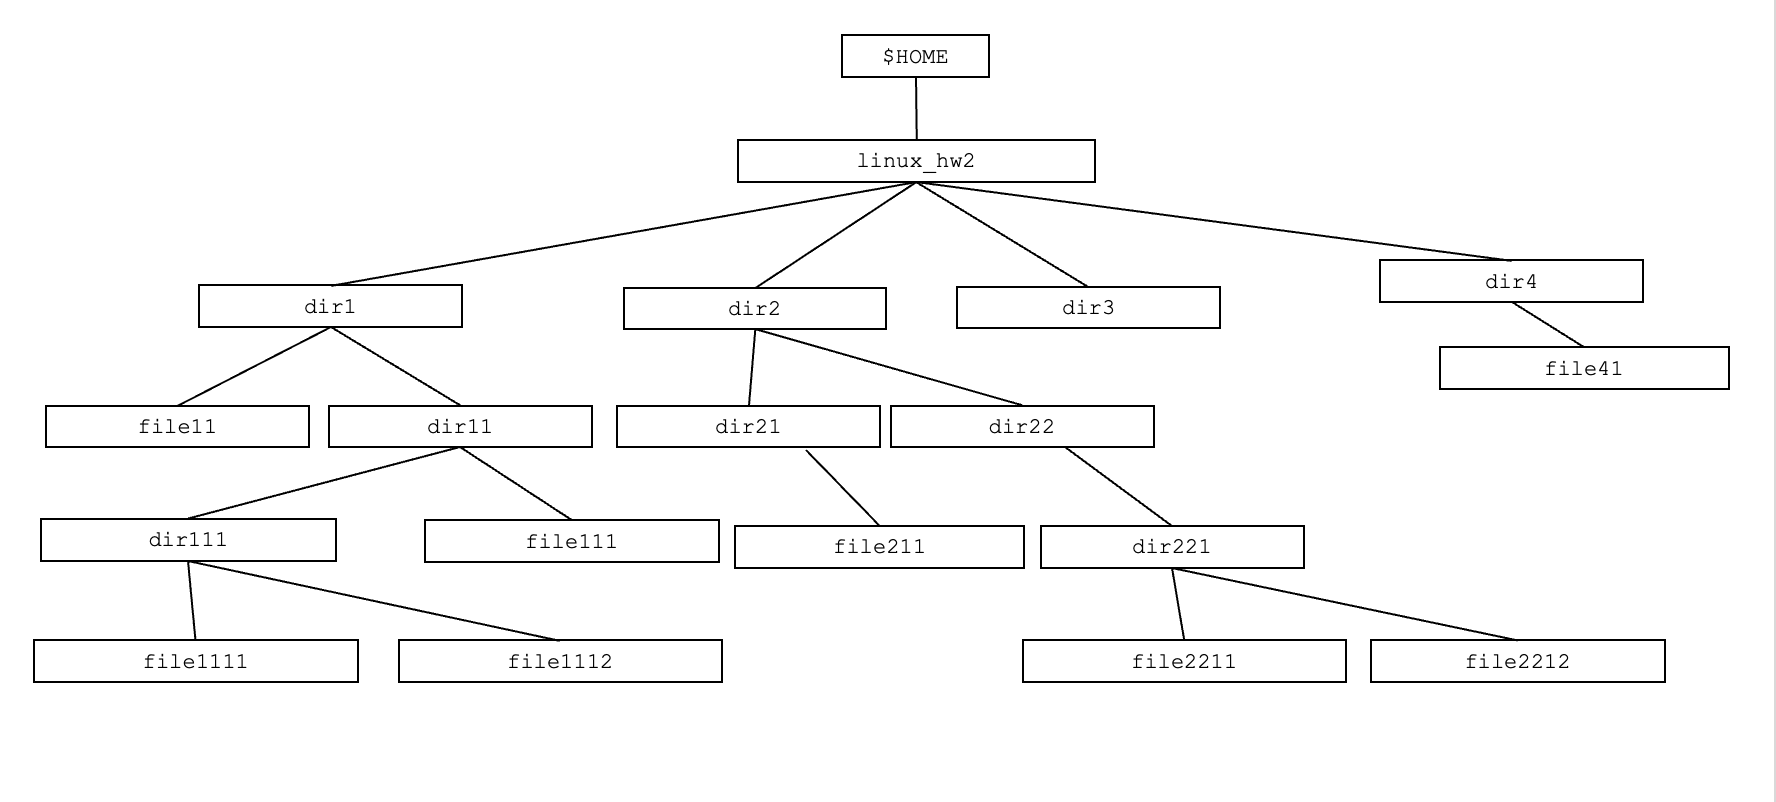 $HOME
linux_hw2
dir1
dir2
dir3
dir4
file41
file11
dir11
dir21
dir22
dir111
file111
file211
dir221
file1111
file1112
file2211
file2212